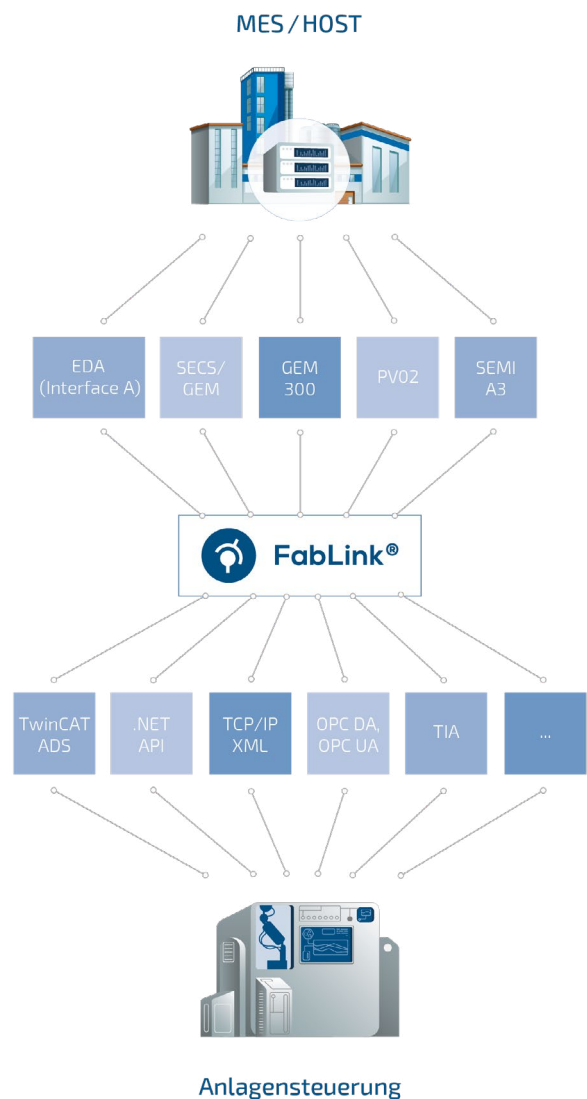 MES / HOST
EDA
(Interface A)
SECS/
GEM
GEM
300
PV02
SEMI
A3
FabLink®
TwinCAT
ADS
.NET
API
TCP/IP
XML
OPC DA,
OPC UA
TIA
...
Anlagensteuerung